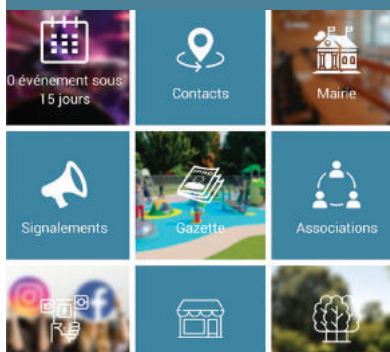 0 événement sous
15 jours
Contacts
Mairie
Signalements
Gazette
Associations